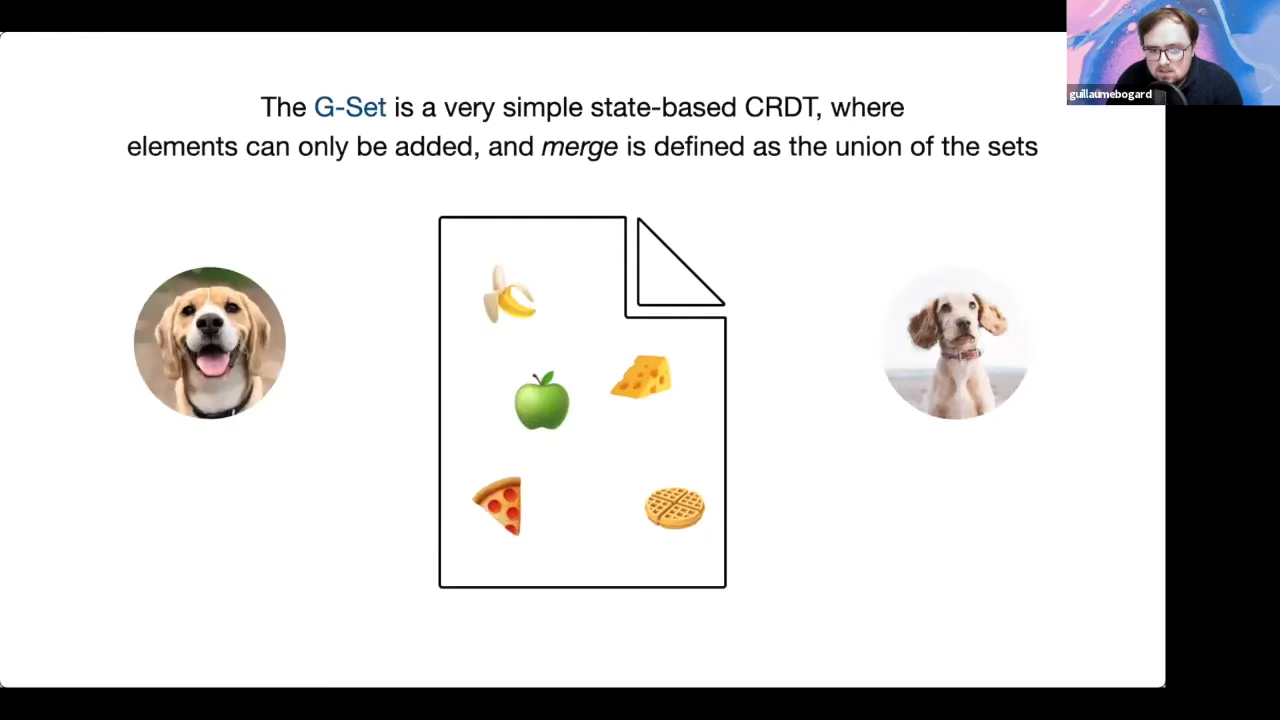 The G-Set is a very simple state-based CRDT, where
elements can only be added, and merge is defined as the union of the sets
guillaumebogard